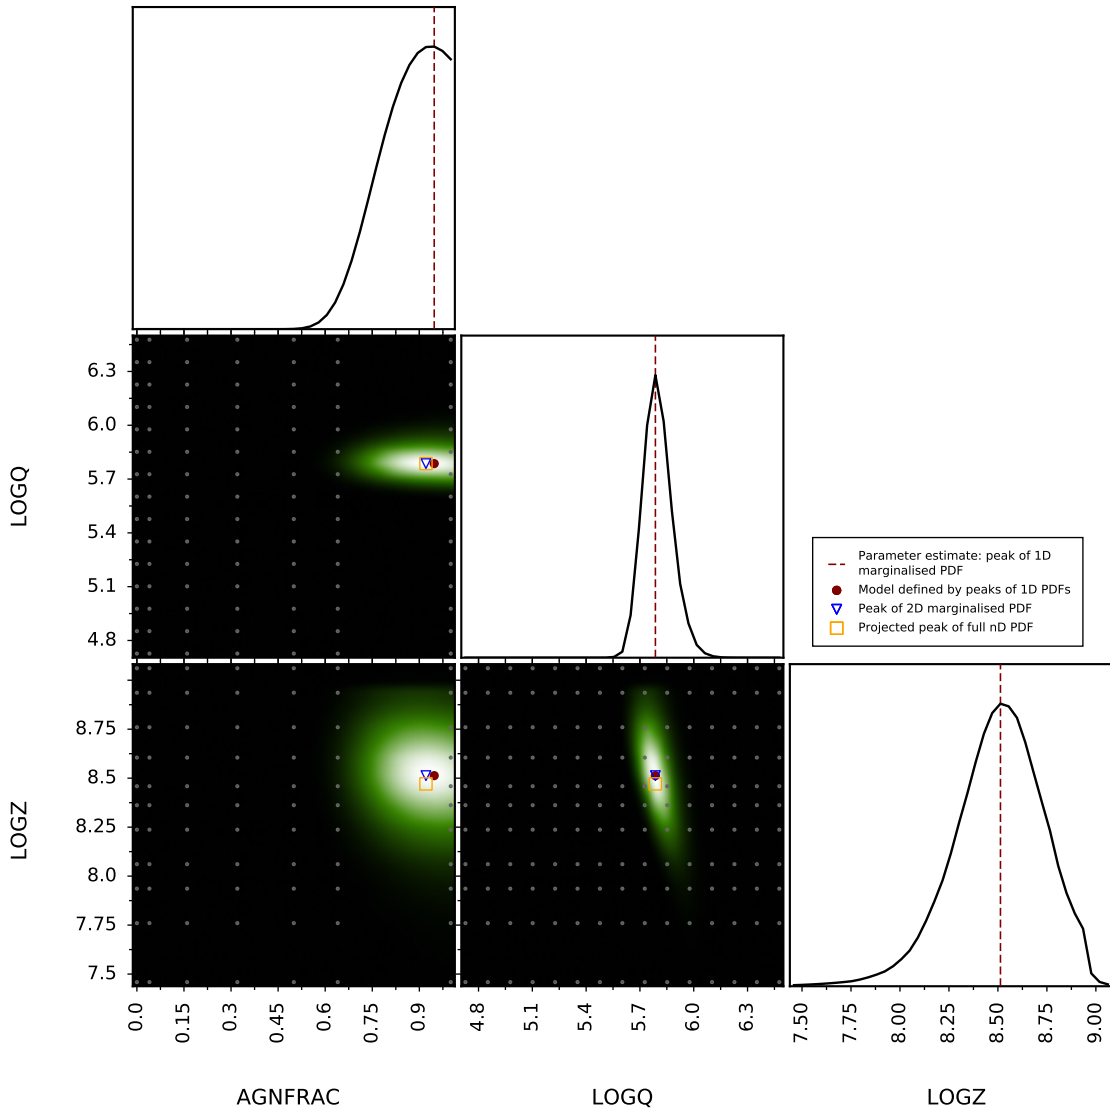 6.3
6.0
5.7
5.4
5.1
4.8
LOGQ
Parameter estimate: peak of 1D
marginalised PDF
Model defined by peaks of 1D PDFs
Peak of 2D marginalised PDF
Projected peak of full nD PDF
8.75
8.5
8.25
8.0
7.75
7.5
LOGZ
0.0 0.15 0.3 0.45 0.6 0.75 0.9
4.8 5.1 5.4 5.7 6.0 6.3
7.50 7.75 8.00 8.25 8.50 8.75 9.00
AGNFRAC LOGQ LOGZ